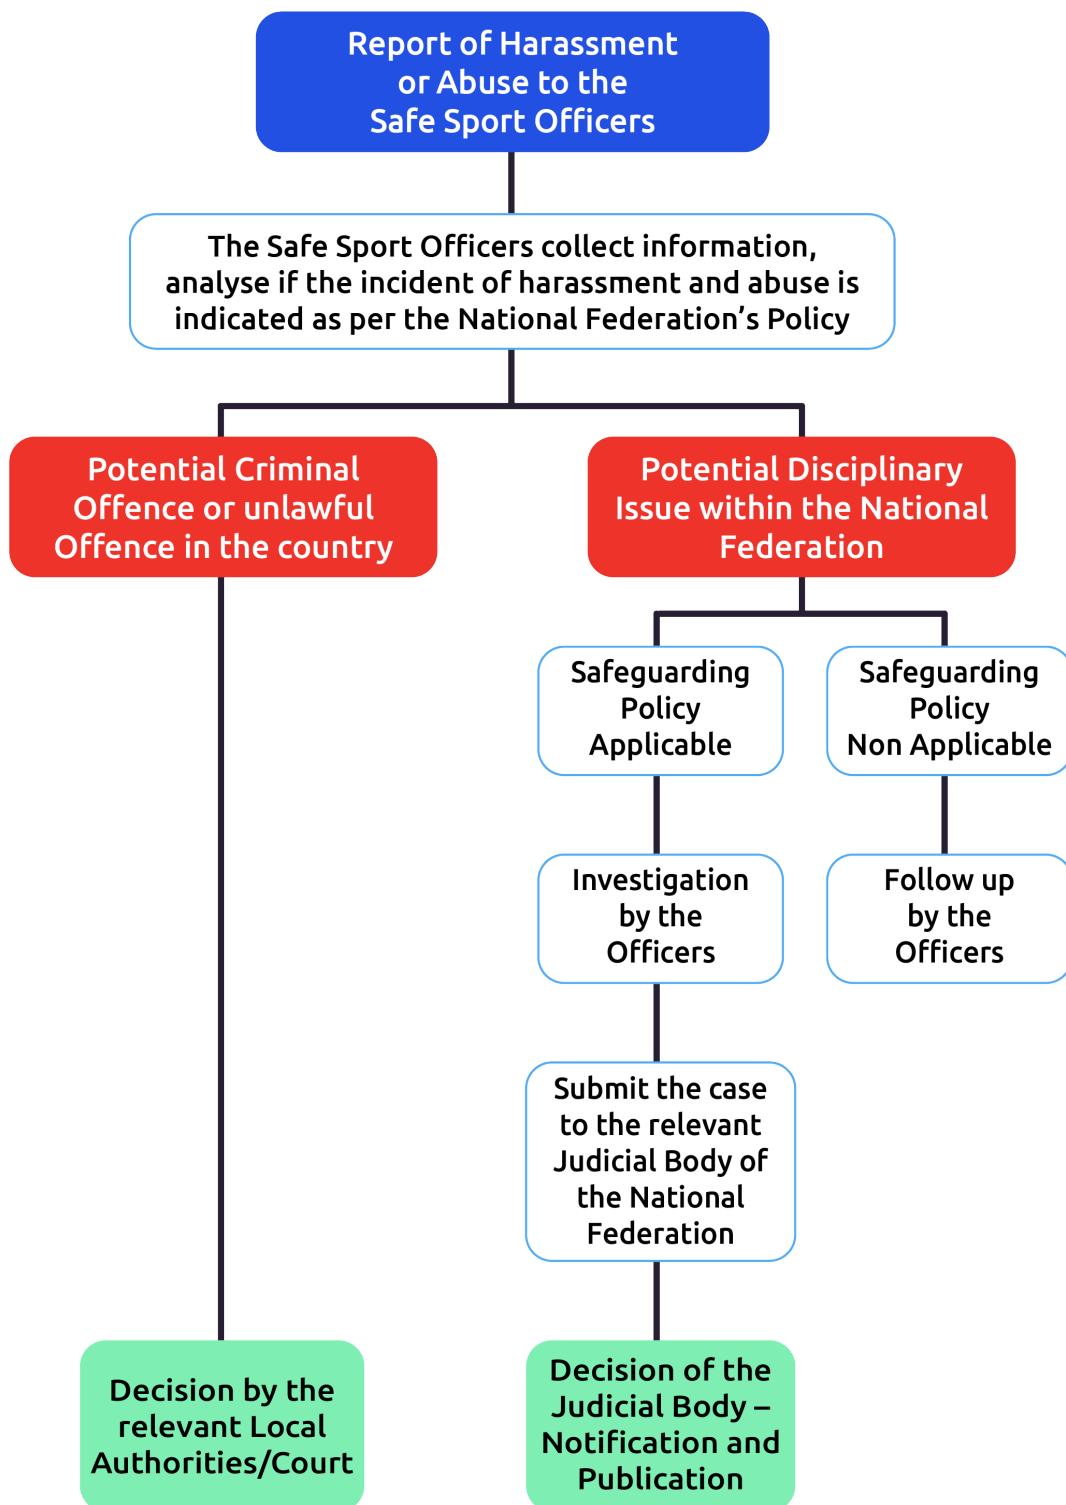 Report of Harassment
or Abuse to the
Safe Sport Officers
The Safe Sport Officers collect information,
analyse if the incident of harassment and abuse is
indicated as per the National Federation’s Policy
Potential Criminal
Offence or unlawful
Offence in the country
Potential Disciplinary
Issue within the National
Federation
Safeguarding
Policy
Applicable
Safeguarding
Policy
Non Applicable
Investigation
by the
Officers
Follow up
by the
Officers
Submit the case
to the relevant
Judicial Body of
the National
Federation
Decision by the
relevant Local
Authorities/Court
Decision of the
Judicial Body –
Notification and
Publication